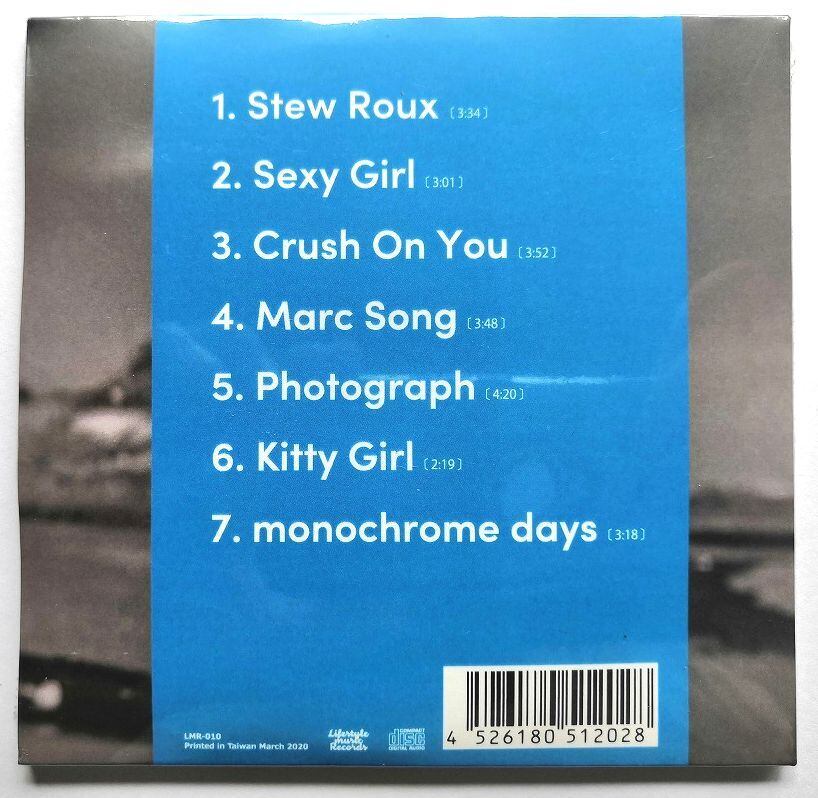 1. Stew Roux [3:34]
2. Sexy Girl [3:01]
3. Crush On You [3:52]
4. Marc Song [3:48]
5. Photograph [4:20]
6. Kitty Girl [2:19]
7. monochrome days [3:18]
LMR-010
Printed in Taiwan March 2020
Lifestyle
music
Records
COMPACT
disc
DIGITAL AUDIO
4 526180 512028